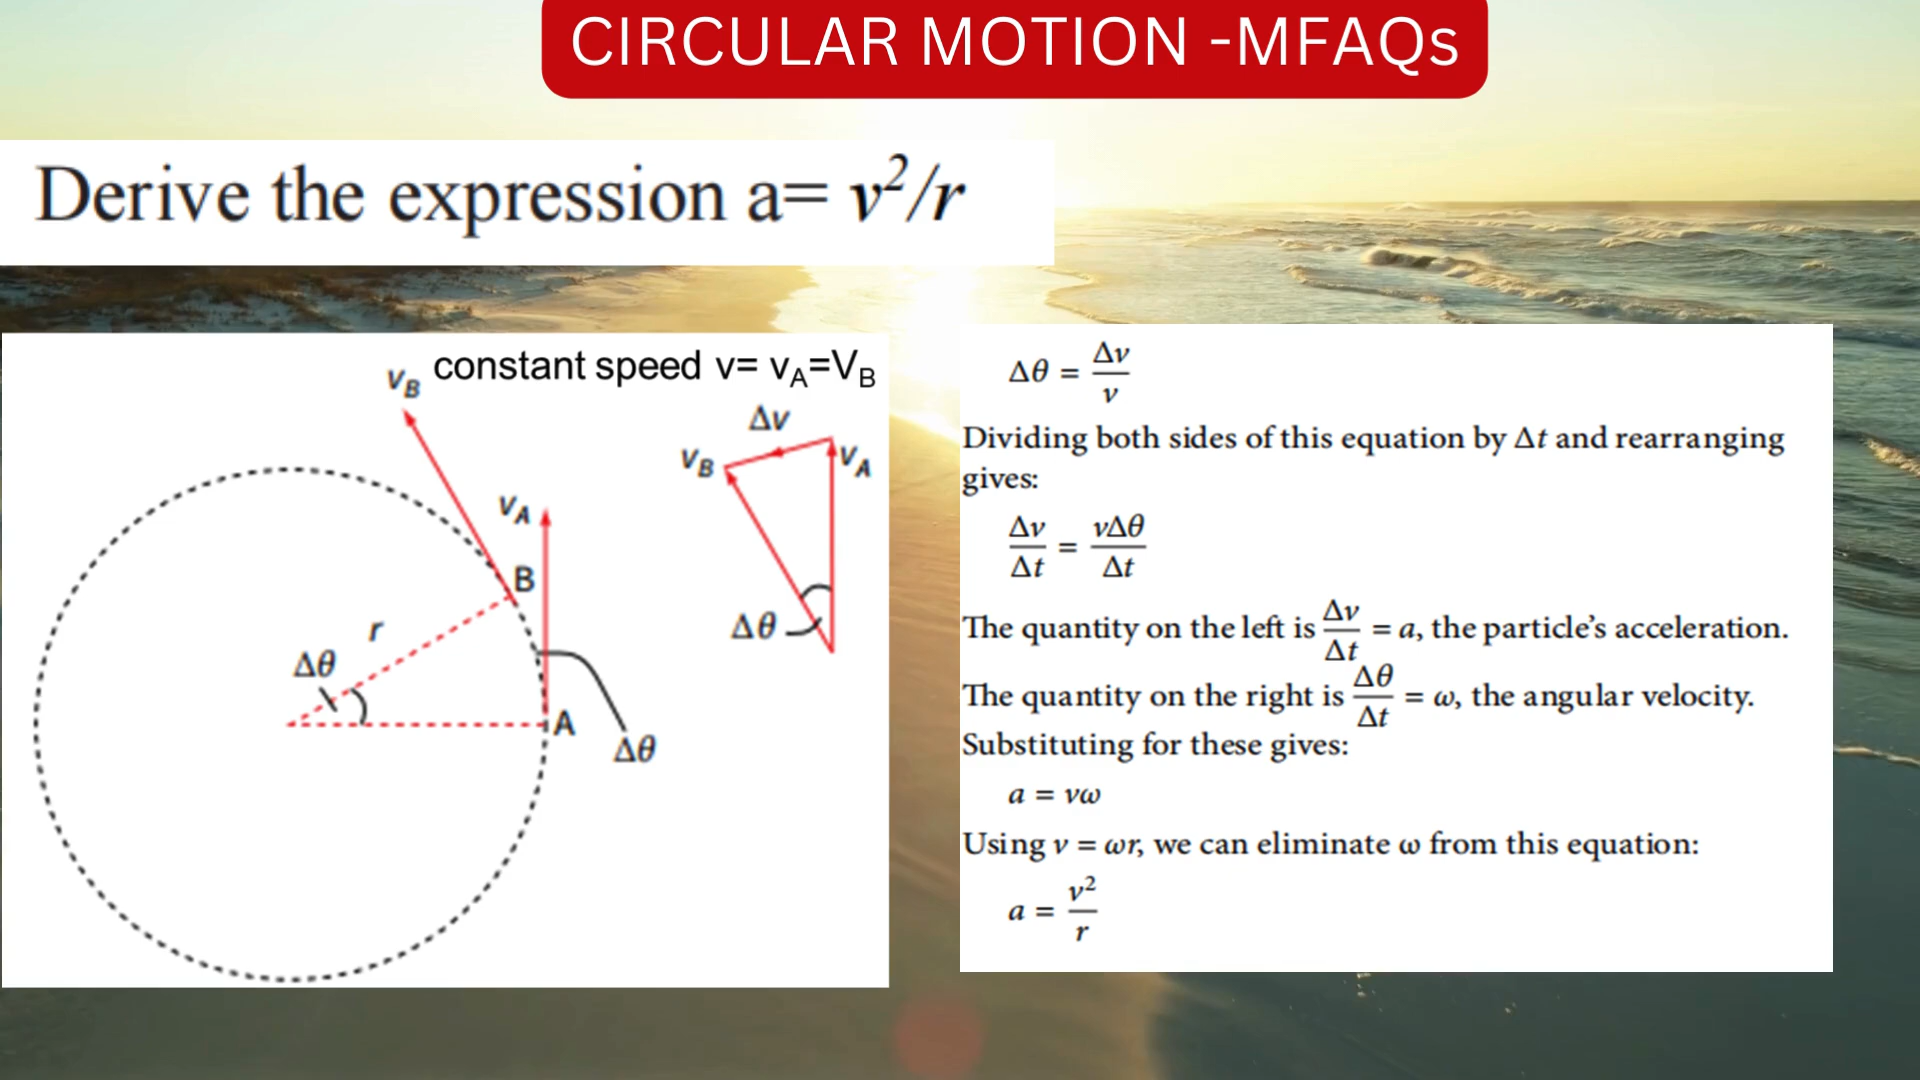 CIRCULAR MOTION -MFAQs
Derive the expression a= v²/r
constant speed v= v_A=V_B
v_B
Δv
v_B
v_A
v_A
B
r
Δθ
Δθ
A
Δθ
Δθ = Δv/v
Dividing both sides of this equation by Δt and rearranging
gives:
Δv/Δt = vΔθ/Δt
The quantity on the left is Δv/Δt = a, the particle's acceleration.
The quantity on the right is Δθ/Δt = ω, the angular velocity.
Substituting for these gives:
a = vω
Using v = ωr, we can eliminate ω from this equation:
a = v²/r